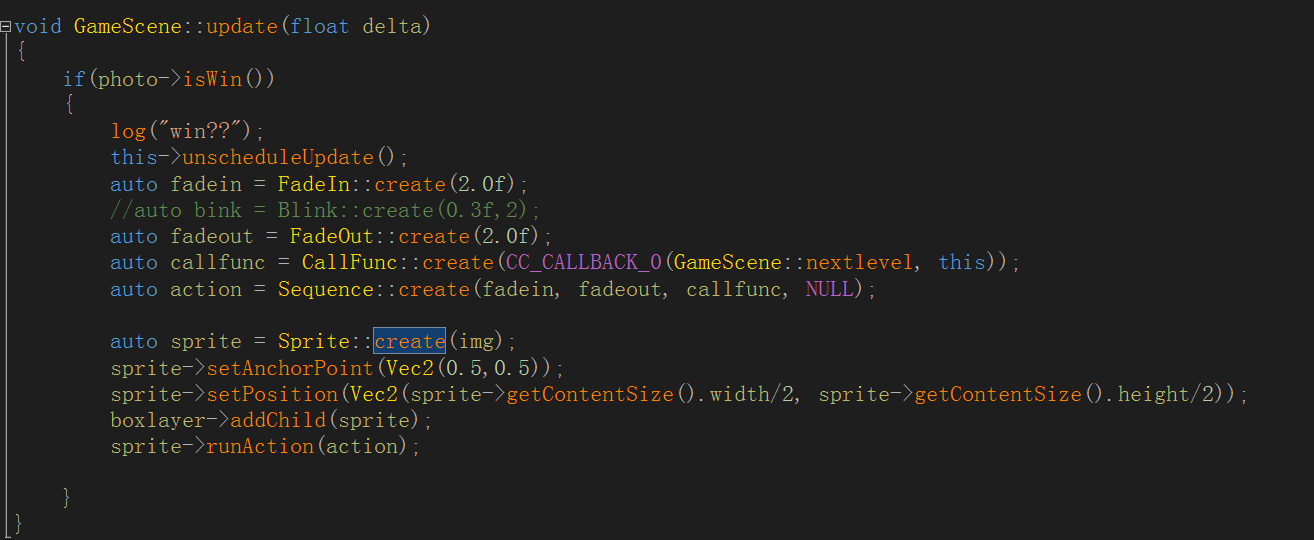 void GameScene::update(float delta)
{
    if(photo->isWin())
    {
        log("win??");
        this->unscheduleUpdate();
        auto fadein = FadeIn::create(2.0f);
        //auto bink = Blink::create(0.3f,2);
        auto fadeout = FadeOut::create(2.0f);
        auto callfunc = CallFunc::create(CC_CALLBACK_0(GameScene::nextlevel, this));
        auto action = Sequence::create(fadein, fadeout, callfunc, NULL);

        auto sprite = Sprite::create(img);
        sprite->setAnchorPoint(Vec2(0.5,0.5));
        sprite->setPosition(Vec2(sprite->getContentSize().width/2, sprite->getContentSize().height/2));
        boxlayer->addChild(sprite);
        sprite->runAction(action);

    }
}